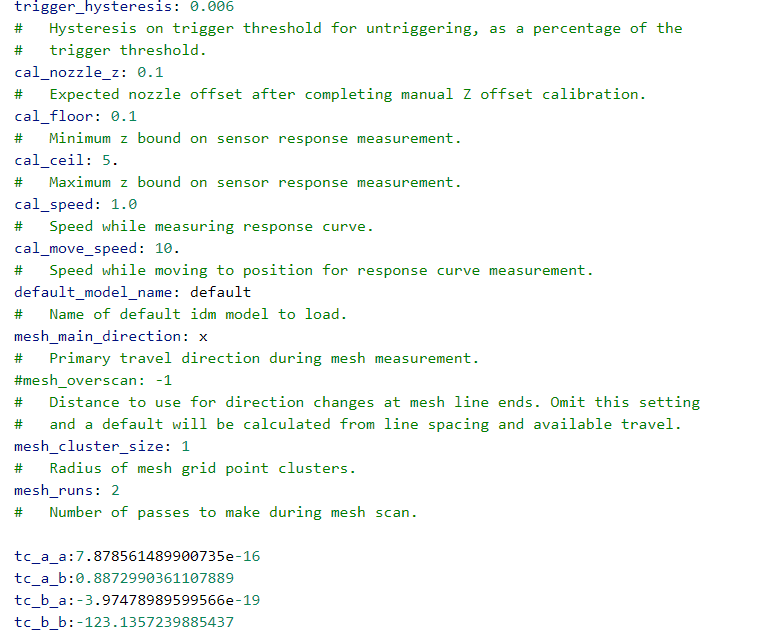 trigger_hysteresis: 0.006
#   Hysteresis on trigger threshold for untriggering, as a percentage of the
#   trigger threshold.
cal_nozzle_z: 0.1
#   Expected nozzle offset after completing manual Z offset calibration.
cal_floor: 0.1
#   Minimum z bound on sensor response measurement.
cal_ceil: 5.
#   Maximum z bound on sensor response measurement.
cal_speed: 1.0
#   Speed while measuring response curve.
cal_move_speed: 10.
#   Speed while moving to position for response curve measurement.
default_model_name: default
#   Name of default idm model to load.
mesh_main_direction: x
#   Primary travel direction during mesh measurement.
#mesh_overscan: -1
#   Distance to use for direction changes at mesh line ends. Omit this setting
#   and a default will be calculated from line spacing and available travel.
mesh_cluster_size: 1
#   Radius of mesh grid point clusters.
mesh_runs: 2
#   Number of passes to make during mesh scan.
tc_a_a:7.878561489900735e-16
tc_a_b:0.8872990361107889
tc_b_a:-3.97478989599566e-19
tc_b_b:-123.1357239885437